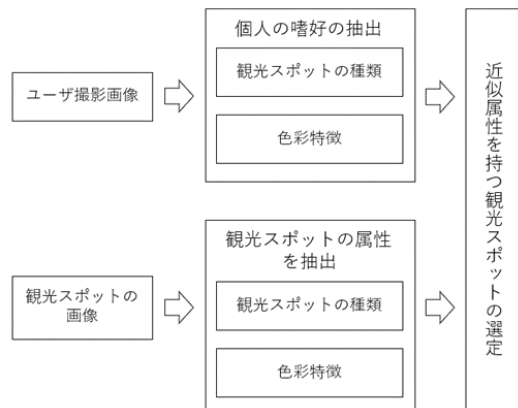 ユーザ撮影画像
個人の嗜好の抽出
観光スポットの種類
色彩特徴
観光スポットの
画像
観光スポットの属性
を抽出
観光スポットの種類
色彩特徴
近似属性を持つ観光スポットの選定